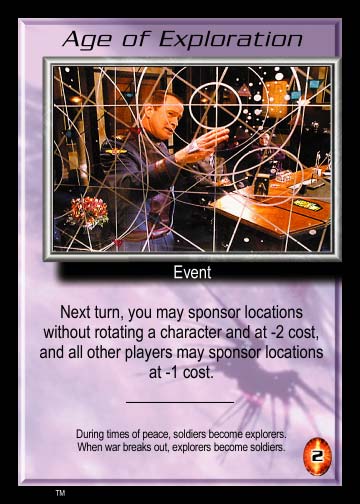 Age of Exploration
Event
Next turn, you may sponsor locations
without rotating a character and at -2 cost,
and all other players may sponsor locations
at -1 cost.
During times of peace, soldiers become explorers.
When war breaks out, explorers become soldiers.
2
TM